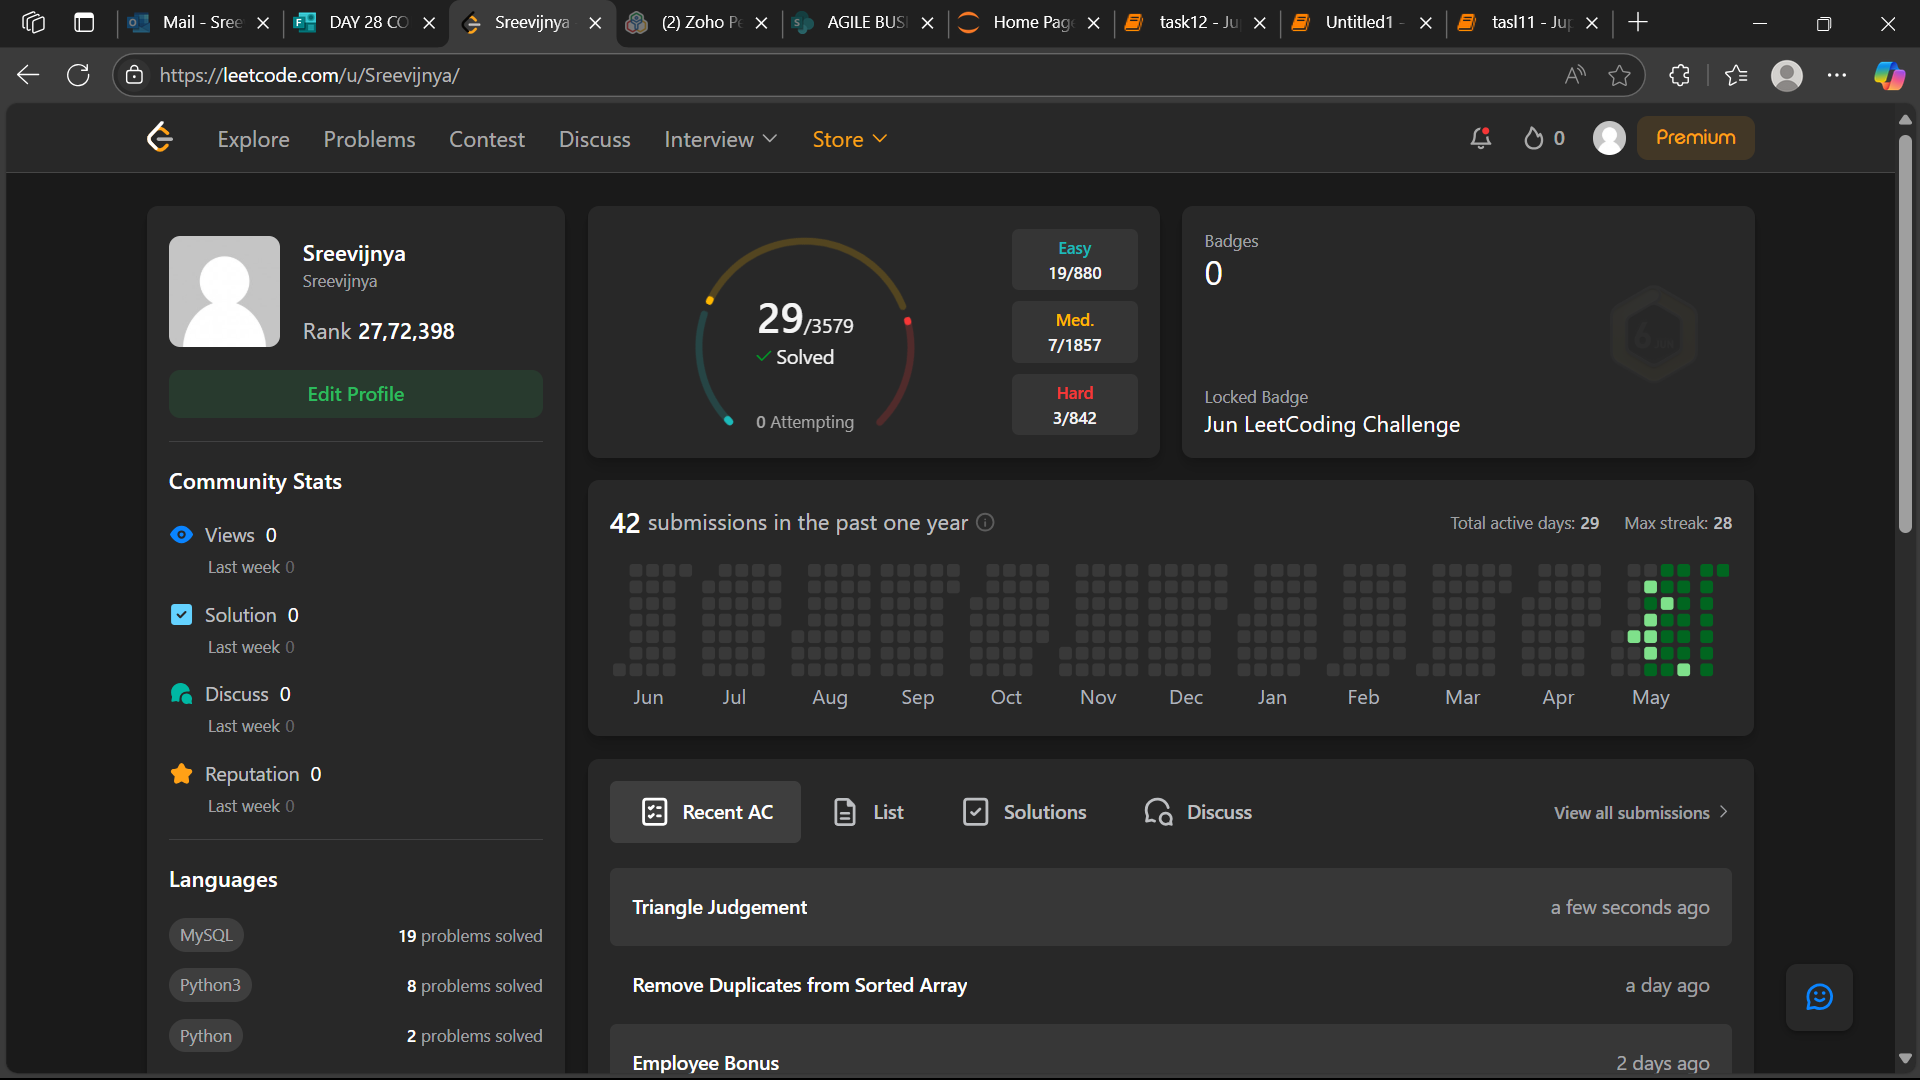 Mail - Sree
DAY 28 CO
Sreevijnya
(2) Zoho Pe
AGILE BUSI
Home Page
task12 - Ju
Untitled1 -
tasl11 - Jup
https://leetcode.com/u/Sreevijnya/
Explore
Problems
Contest
Discuss
Interview
Store
0
Premium
Sreevijnya
Sreevijnya
Rank 27,72,398
Edit Profile
Community Stats
Views 0
Last week 0
Solution 0
Last week 0
Discuss 0
Last week 0
Reputation 0
Last week 0
Languages
MySQL
19 problems solved
Python3
8 problems solved
Python
2 problems solved
29/3579
Solved
0 Attempting
Easy
19/880
Med.
7/1857
Hard
3/842
Badges
0
Locked Badge
Jun LeetCoding Challenge
42 submissions in the past one year
Total active days: 29
Max streak: 28
Jun
Jul
Aug
Sep
Oct
Nov
Dec
Jan
Feb
Mar
Apr
May
Recent AC
List
Solutions
Discuss
View all submissions
Triangle Judgement
a few seconds ago
Remove Duplicates from Sorted Array
a day ago
Employee Bonus
2 days ago